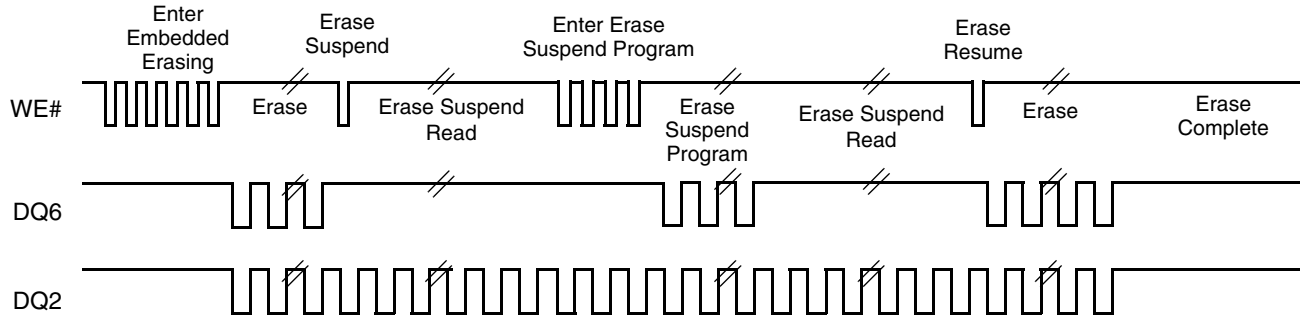 Enter
Embedded
Erasing
Erase
Suspend
Enter Erase
Suspend Program
Erase
Resume
WE#
Erase
Erase Suspend
Read
Erase
Suspend
Program
Erase Suspend
Read
Erase
Erase
Complete
DQ6
DQ2